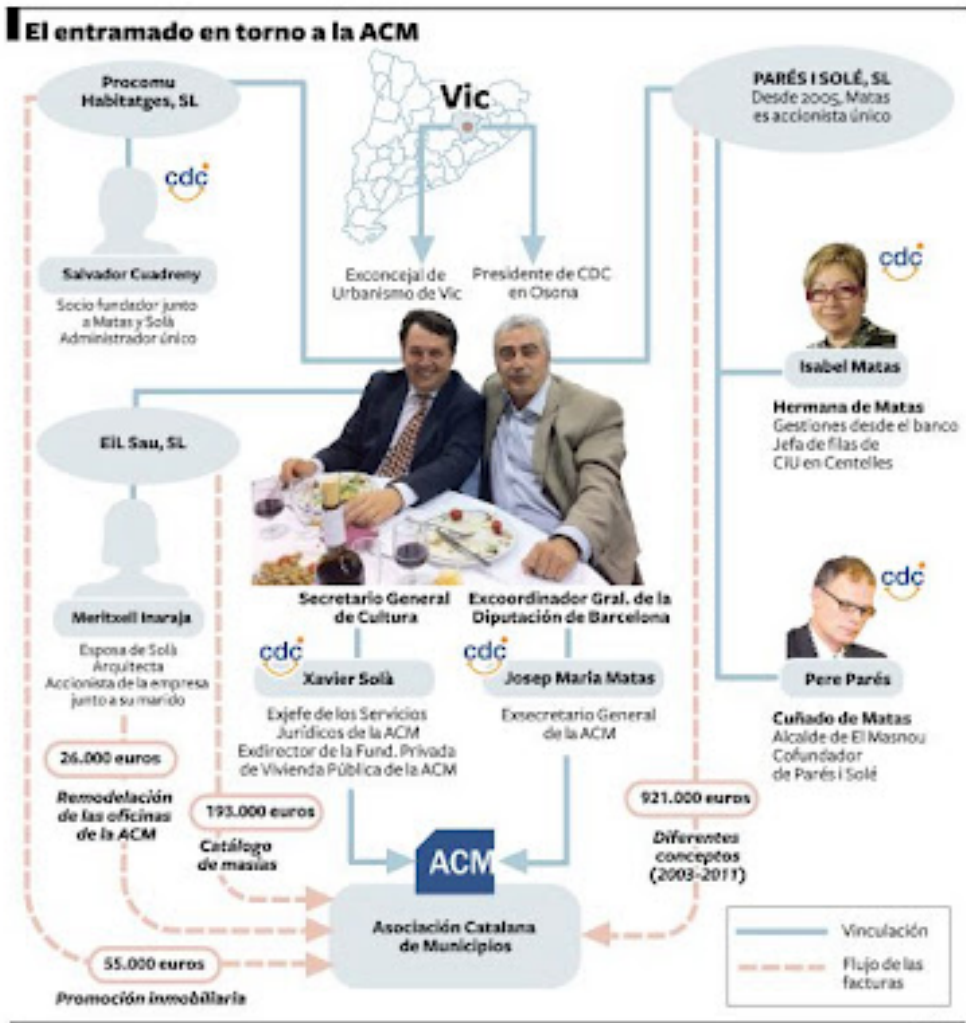 El entramado en torno a la ACM
Procomu
Habitatges, SL
Vic
PARÉS I SOLÉ, SL
Desde 2005, Matas
es accionista único
cdc
Salvador Cuadreny
Socio fundador junto
a Matas y Solà
Administrador único
Exconcejal de
Urbanismo de Vic
Presidente de CDC
en Osona
cdc
Isabel Matas
Hermana de Matas
Gestiones desde el banco
Jefa de filas de
CiU en Centelles
EiL Sau, SL
Meritxell Inaraja
Esposa de Solà
Arquitecta
Accionista de la empresa
junto a su marido
Secretario General
de Cultura
cdc
Xavier Solà
Exjefe de los Servicios
Jurídicos de la ACM
Exdirector de la Fund. Privada
de Vivienda Pública de la ACM
Excoordinador Gral. de la
Diputación de Barcelona
cdc
Josep Maria Matas
Exsecretario General
de la ACM
cdc
Pere Parés
Cuñado de Matas
Alcalde de El Masnou
Cofundador
de Parés i Solé
26.000 euros
Remodelación
de las oficinas
de la ACM
193.000 euros
Catálogo
de masías
921.000 euros
Diferentes
conceptos
(2003-2011)
ACM
Asociación Catalana
de Municipios
55.000 euros
Promoción inmobiliaria
Vinculación
Flujo de las
facturas